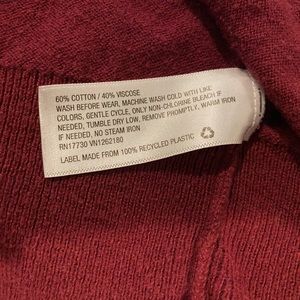 60% COTTON / 40% VISCOSE
WASH BEFORE WEAR, MACHINE WASH COLD WITH LIKE
COLORS, GENTLE CYCLE, ONLY NON-CHLORINE BLEACH IF
NEEDED, TUMBLE DRY LOW, REMOVE PROMPTLY, WARM IRON
IF NEEDED, NO STEAM IRON
RN17730 VN1262180
LABEL MADE FROM 100% RECYCLED PLASTIC